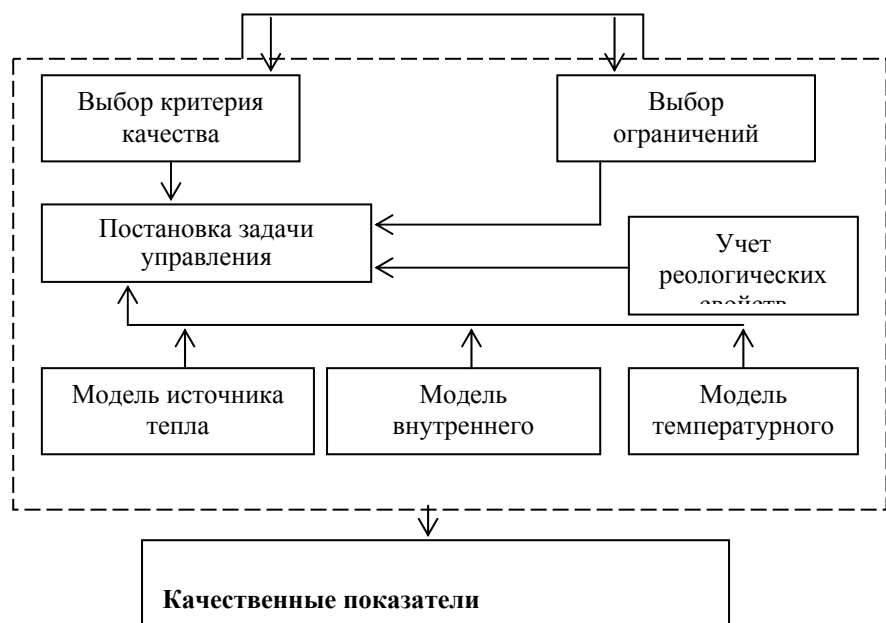 Выбор критерия
качества
Выбор
ограничений
Постановка задачи
управления
Учет
реологических
свойств
Модель источника
тепла
Модель
внутреннего
Модель
температурного
Качественные показатели